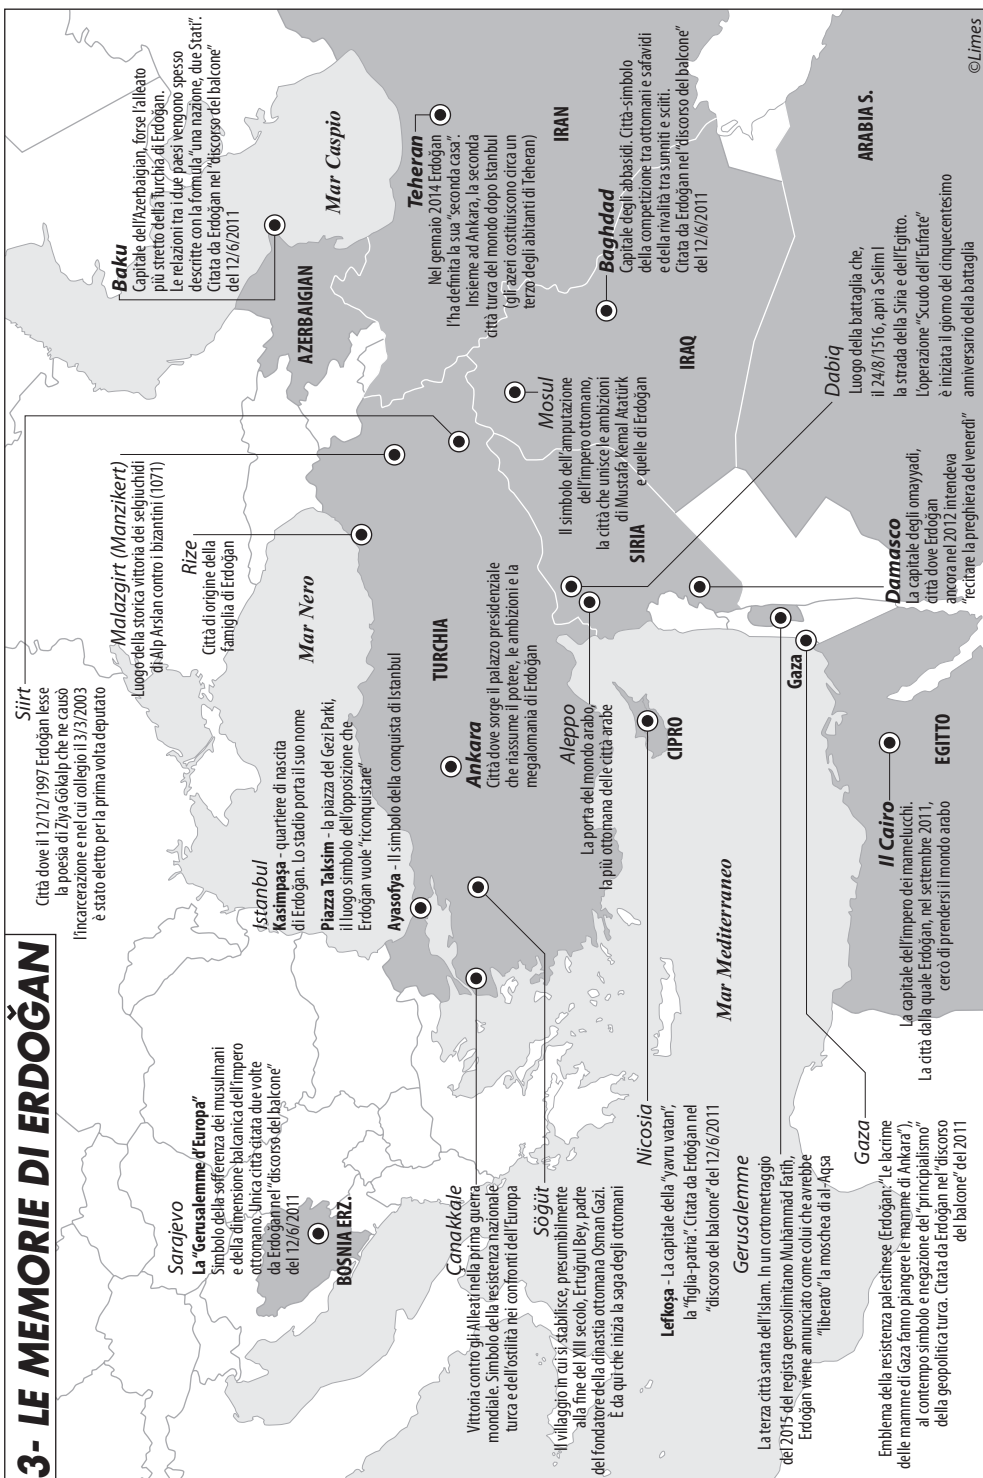 3- LE MEMORIE DI ERDOĞAN
Sarajevo
La "Gerusalemme d'Europa"
Simbolo della sofferenza dei musulmani
e della dimensione balcanica dell'impero
ottomano. Unica città citata due volte
da Erdoğan nel "discorso del balcone"
del 12/6/2011
BOSNIA ERZ.
Siirt
Città dove il 12/12/1997 Erdoğan lesse
la poesia di Ziya Gökalp che ne causò
l'incarcerazione e nel cui collegio il 3/3/2003
è stato eletto per la prima volta deputato
Malazgirt (Manzikert)
Luogo della storica vittoria dei selgiuchidi
di Alp Arslan contro i bizantini (1071)
Rize
Città di origine della
famiglia di Erdoğan
Baku
Capitale dell'Azerbaigian, forse l'alleato
più stretto della Turchia di Erdoğan.
Le relazioni tra i due paesi vengono spesso
descritte con la formula "una nazione, due Stati".
Citata da Erdoğan nel "discorso del balcone"
del 12/6/2011
Mar Caspio
AZERBAIGIAN
Istanbul
Kasimpaşa - quartiere di nascita
di Erdoğan. Lo stadio porta il suo nome
Piazza Taksim - la piazza del Gezi Parki,
il luogo simbolo dell'opposizione che
Erdoğan vuole "riconquistare"
Ayasofya - Il simbolo della conquista di Istanbul
Mar Nero
TURCHIA
Teheran
Nel gennaio 2014 Erdoğan
l'ha definita la sua "seconda casa".
Insieme ad Ankara, la seconda
città turca del mondo dopo Istanbul
(gli azeri costituiscono circa un
terzo degli abitanti di Teheran)
IRAN
Çanakkale
Vittoria contro gli Alleati nella prima guerra
mondiale. Simbolo della resistenza nazionale
turca e dell'ostilità nei confronti dell'Europa
Söğüt
Il villaggio in cui si stabilisce, presumibilmente
alla fine del XIII secolo, Ertuğrul Bey, padre
del fondatore della dinastia ottomana Osman Gazi.
È da qui che inizia la saga degli ottomani
Ankara
Città dove sorge il palazzo presidenziale
che riassume il potere, le ambizioni e la
megalomania di Erdoğan
Mosul
Il simbolo dell'amputazione
dell'impero ottomano,
la città che unisce le ambizioni
di Mustafa Kemal Atatürk
e quelle di Erdoğan
Baghdad
Capitale degli abbasidi. Città-simbolo
della competizione tra ottomani e safavidi
e della rivalità tra sunniti e sciiti.
Citata da Erdoğan nel "discorso del balcone"
del 12/6/2011
Aleppo
La porta del mondo arabo,
la più ottomana delle città arabe
SIRIA
IRAQ
Nicosia
Lefkoşa - La capitale della "yavru vatan",
la "figlia-patria". Citata da Erdoğan nel
"discorso del balcone" del 12/6/2011
CIPRO
Mar Mediterraneo
Gerusalemme
La terza città santa dell'Islam. In un cortometraggio
del 2015 del regista gerosolimitano Muḥammad Fatiḥ,
Erdoğan viene annunciato come colui che avrebbe
"liberato" la moschea di al-Aqṣa
Gaza
Dabiq
Luogo della battaglia che,
il 24/8/1516, aprì a Selim I
la strada della Siria e dell'Egitto.
L'operazione "Scudo dell'Eufrate"
è iniziata il giorno del cinquecentesimo
anniversario della battaglia
Damasco
La capitale degli omayyadi,
città dove Erdoğan
ancora nel 2012 intendeva
"recitare la preghiera del venerdì"
ARABIA S.
Gaza
Emblema della resistenza palestinese (Erdoğan: "Le lacrime
delle mamme di Gaza fanno piangere le mamme di Ankara"),
al contempo simbolo e negazione del "principialismo"
della geopolitica turca. Citata da Erdoğan nel "discorso
del balcone" del 2011
Il Cairo
La capitale dell'impero dei mamelucchi.
La città dalla quale Erdoğan, nel settembre 2011,
cercò di prendersi il mondo arabo
EGITTO
©Limes